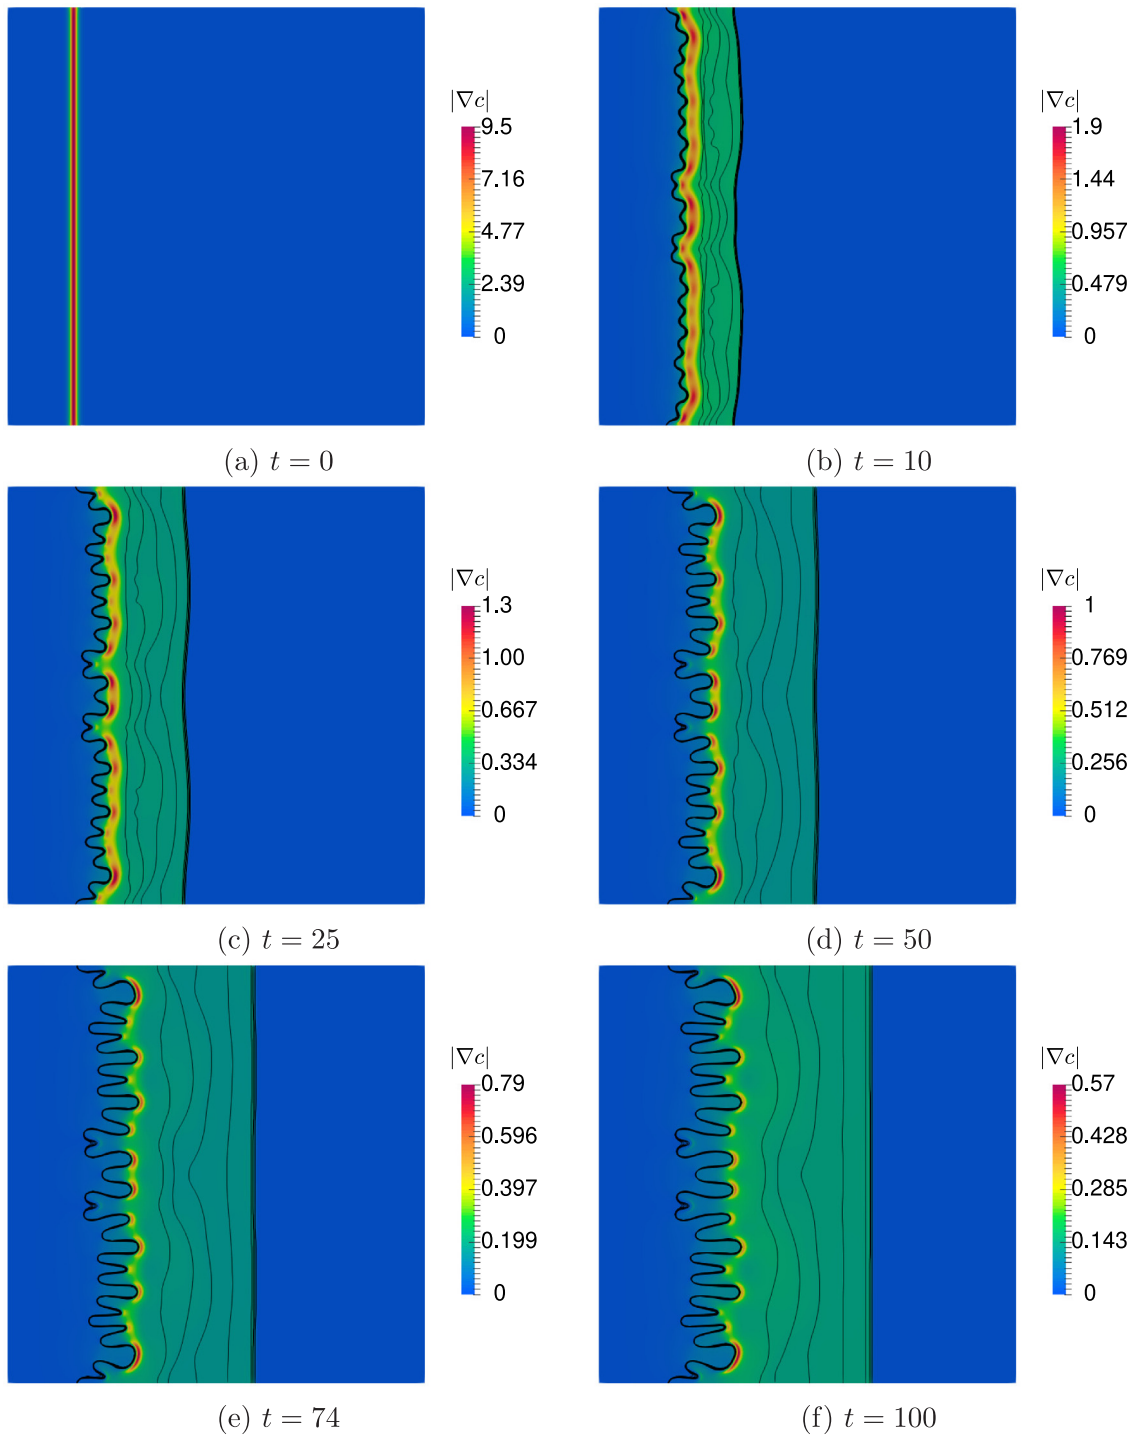 |∇c|
9.5
7.16
4.77
2.39
0
(a) t = 0
|∇c|
1.9
1.44
0.957
0.479
0
(b) t = 10
|∇c|
1.3
1.00
0.667
0.334
0
(c) t = 25
|∇c|
1
0.769
0.512
0.256
0
(d) t = 50
|∇c|
0.79
0.596
0.397
0.199
0
(e) t = 74
|∇c|
0.57
0.428
0.285
0.143
0
(f) t = 100